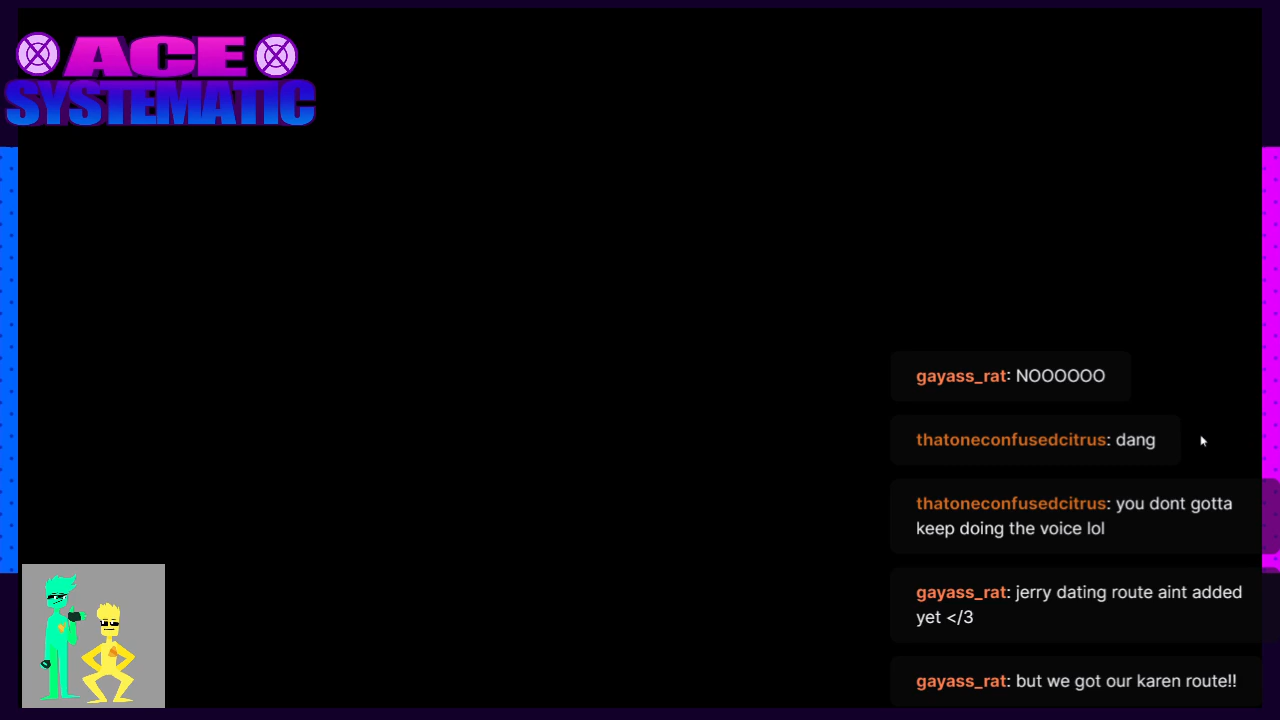 ACE
SYSTEMATIC
gayass_rat: NOOOOOO
thatoneconfusedcitrus: dang
thatoneconfusedcitrus: you dont gotta
keep doing the voice lol
gayass_rat: jerry dating route aint added
yet </3
gayass_rat: but we got our karen route!!